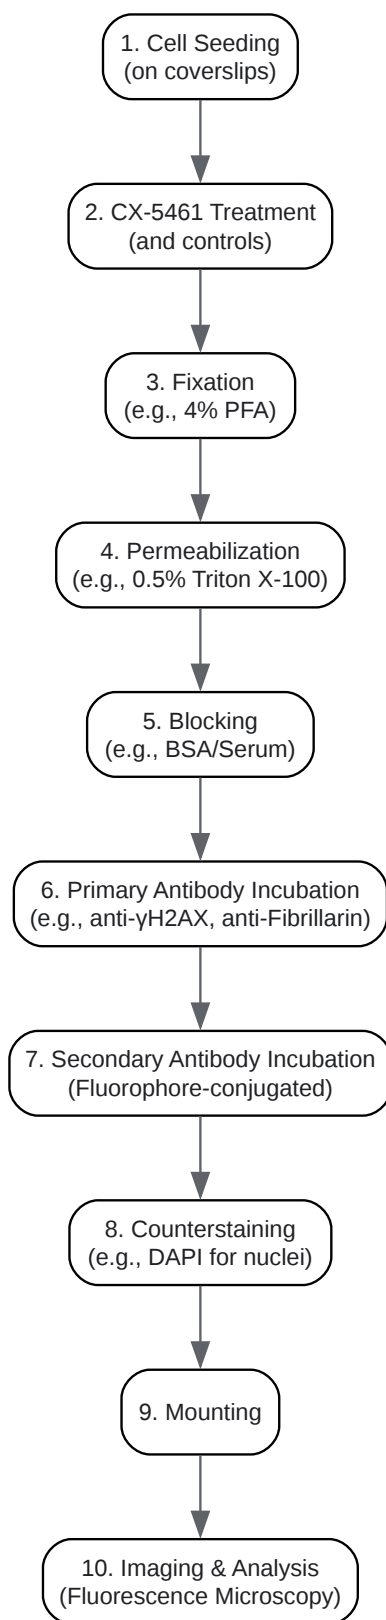 1. Cell Seeding
(on coverslips)
2. CX-5461 Treatment
(and controls)
3. Fixation
(e.g., 4% PFA)
4. Permeabilization
(e.g., 0.5% Triton X-100)
5. Blocking
(e.g., BSA/Serum)
6. Primary Antibody Incubation
(e.g., anti-γH2AX, anti-Fibrillarin)
7. Secondary Antibody Incubation
(Fluorophore-conjugated)
8. Counterstaining
(e.g., DAPI for nuclei)
9. Mounting
10. Imaging & Analysis
(Fluorescence Microscopy)